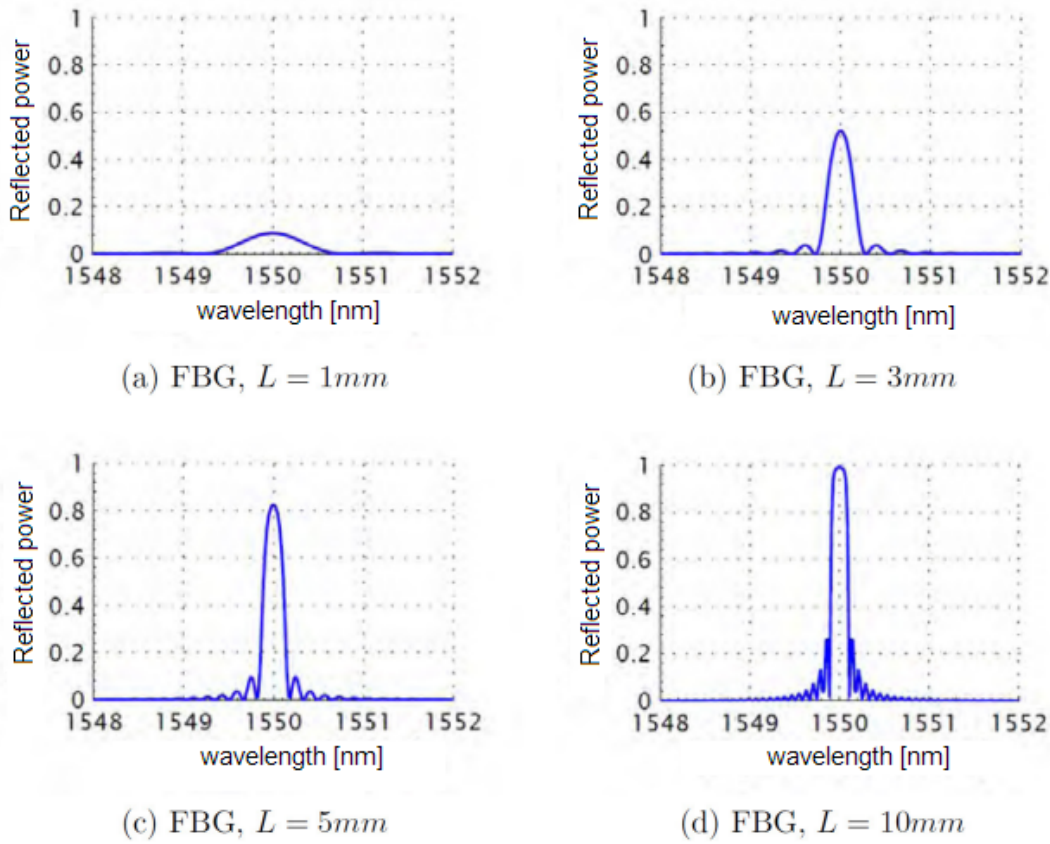 1
0.8
0.6
0.4
0.2
0
Reflected power
1548 1549 1550 1551 1552
wavelength [nm]
(a) FBG, L = 1mm
1
0.8
0.6
0.4
0.2
0
Reflected power
1548 1549 1550 1551 1552
wavelength [nm]
(b) FBG, L = 3mm
1
0.8
0.6
0.4
0.2
0
Reflected power
1548 1549 1550 1551 1552
wavelength [nm]
(c) FBG, L = 5mm
1
0.8
0.6
0.4
0.2
0
Reflected power
1548 1549 1550 1551 1552
wavelength [nm]
(d) FBG, L = 10mm